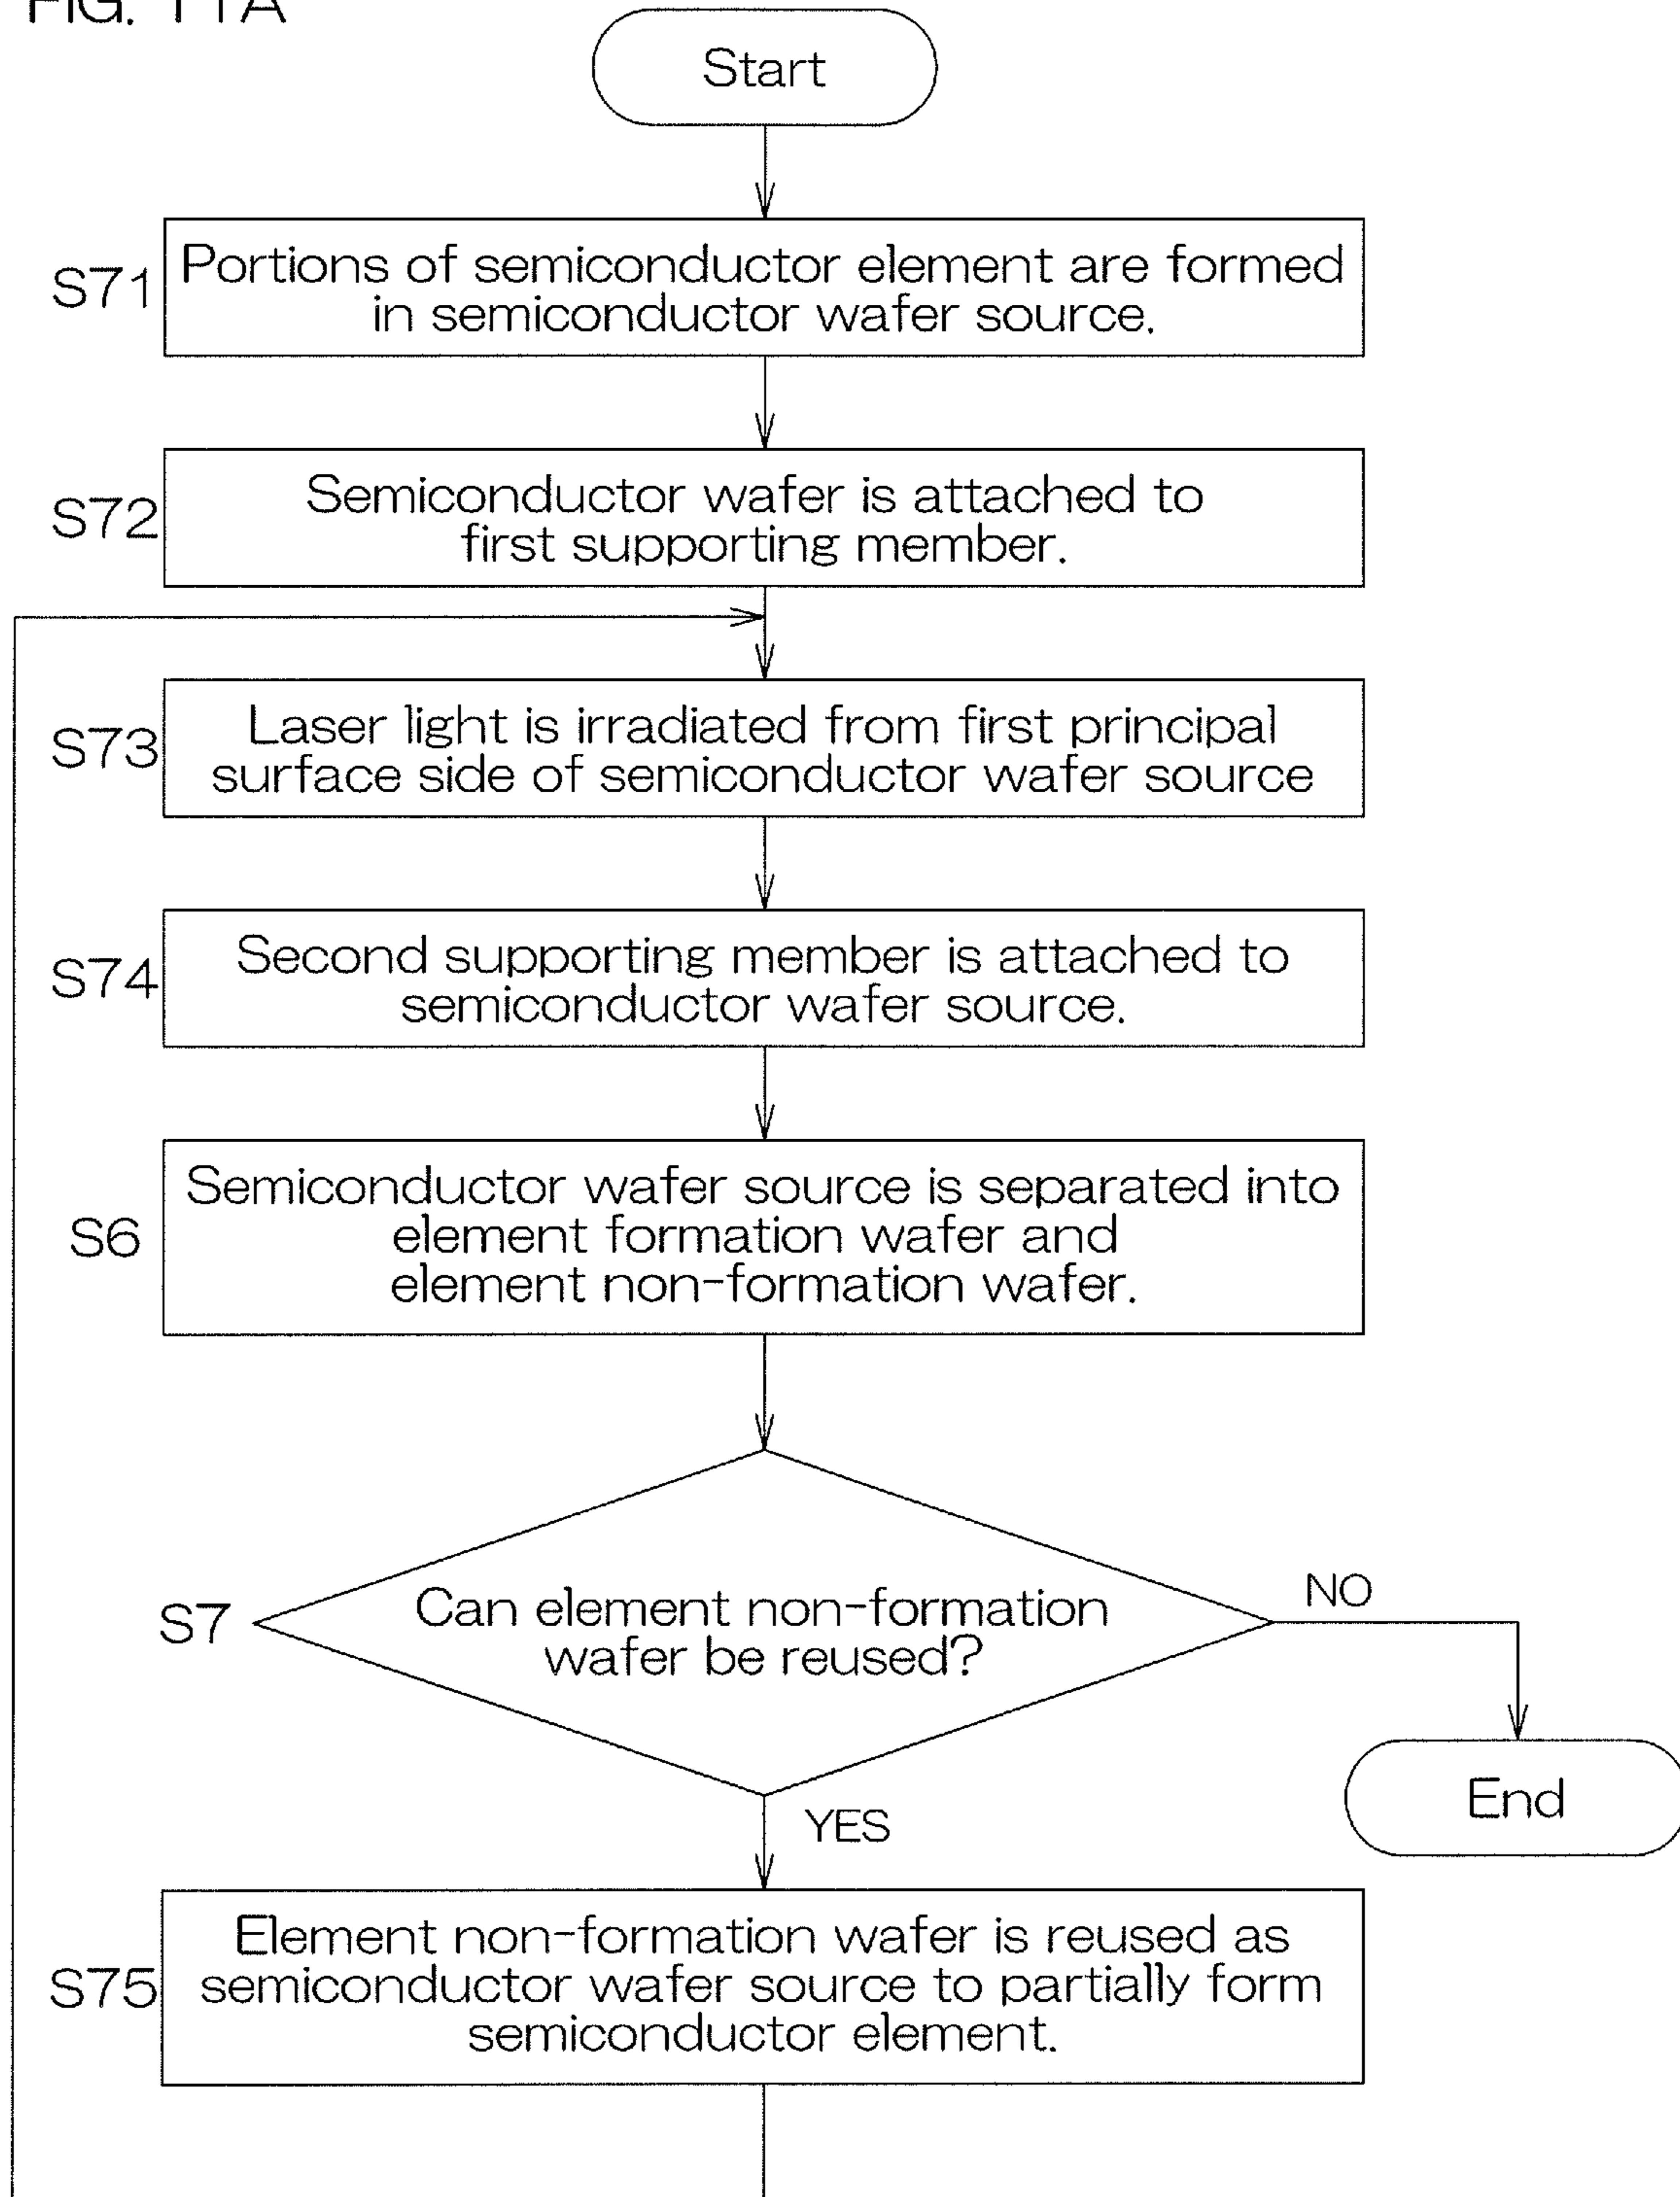 FIG. 11A
Start
S71
Portions of semiconductor element are formed
in semiconductor wafer source.
S72
Semiconductor wafer is attached to
first supporting member.
S73
Laser light is irradiated from first principal
surface side of semiconductor wafer source
S74
Second supporting member is attached to
semiconductor wafer source.
S6
Semiconductor wafer source is separated into
element formation wafer and
element non-formation wafer.
S7
Can element non-formation
wafer be reused?
NO
End
YES
S75
Element non-formation wafer is reused as
semiconductor wafer source to partially form
semiconductor element.